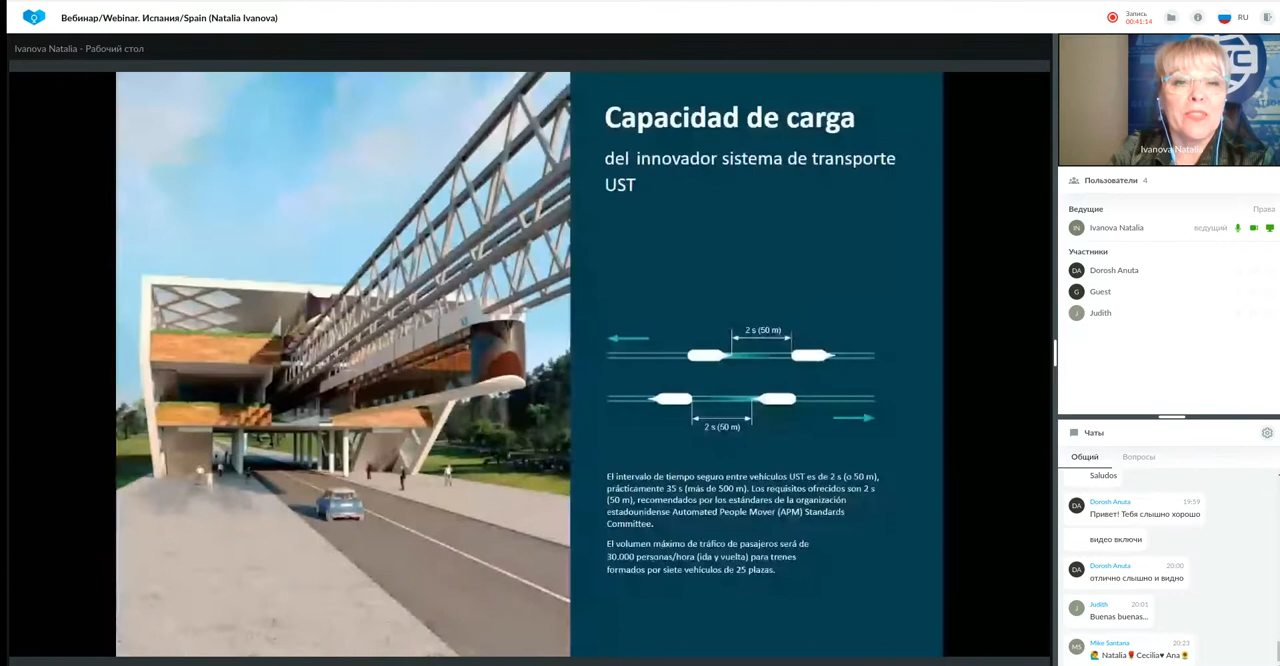 Вебинар/Webinar. Испания/Spain (Natalia Ivanova)
Запись
00:41:14
RU
Ivanova Natalia - Рабочий стол
Capacidad de carga
del innovador sistema de transporte
UST
2 s (50 m)
2 s (50 m)
El intervalo de tiempo seguro entre vehículos UST es de 2 s (o 50 m),
prácticamente 35 s (más de 500 m). Los requisitos ofrecidos son 2 s
(50 m), recomendados por los estándares de la organización
estadounidense Automated People Mover (APM) Standards
Committee.
El volumen máximo de tráfico de pasajeros será de
30.000 personas/hora (ida y vuelta) para trenes
formados por siete vehículos de 25 plazas.
Ivanova Natalia
Пользователи 4
Ведущие Права
IN Ivanova Natalia ведущий
Участники
DA Dorosh Anuta
G Guest
J Judith
Чаты
Общий Вопросы
Saludos
DA Dorosh Anuta 19:59
Привет! Тебя слышно хорошо
видео включи
DA Dorosh Anuta 20:00
отлично слышно и видно
J Judith 20:01
Buenas buenas...
MS Mike Santana 20:23
🙋 Natalia🌹Cecilia♥ Ana🌻